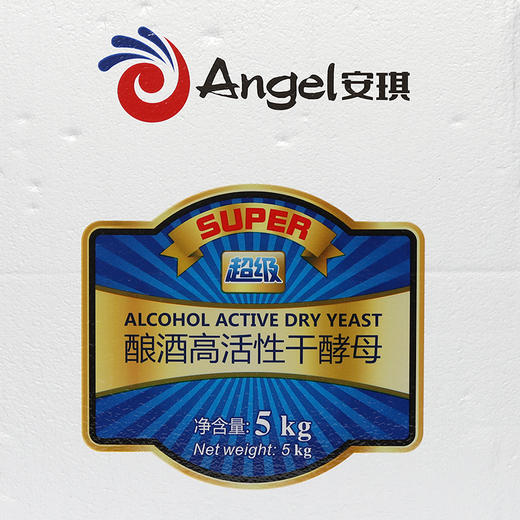 Angel安琪
SUPER
超级
ALCOHOL ACTIVE DRY YEAST
酿酒高活性干酵母
净含量: 5 kg
Net weight: 5 kg